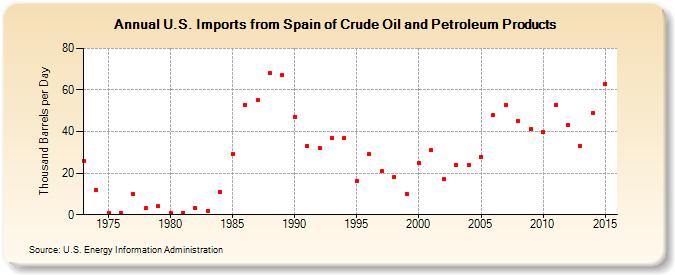 Annual U.S. Imports from Spain of Crude Oil and Petroleum Products
Thousand Barrels per Day
80
60
40
20
0
1975 1980 1985 1990 1995 2000 2005 2010 2015
Source: U.S. Energy Information Administration